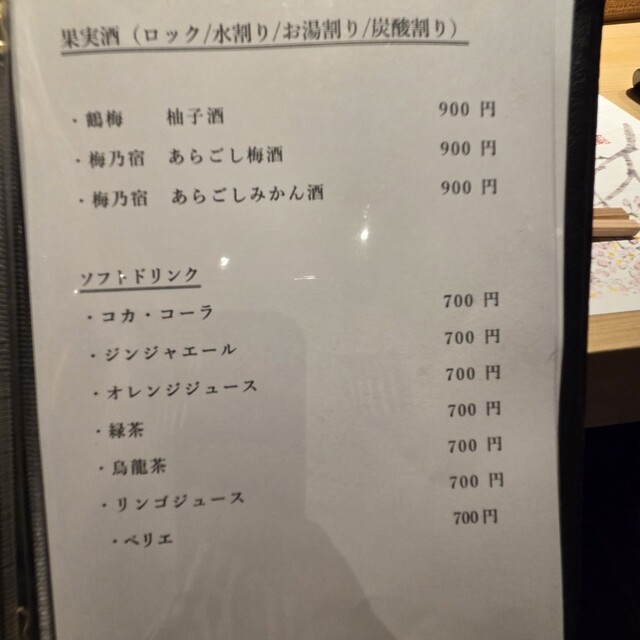 果実酒（ロック/水割り/お湯割り/炭酸割り）
・鶴梅 柚子酒 900 円
・梅乃宿 あらごし梅酒 900 円
・梅乃宿 あらごしみかん酒 900 円
ソフトドリンク
・コカ・コーラ 700 円
・ジンジャエール 700 円
・オレンジジュース 700 円
・緑茶 700 円
・烏龍茶 700 円
・リンゴジュース 700 円
・ペリエ 700 円